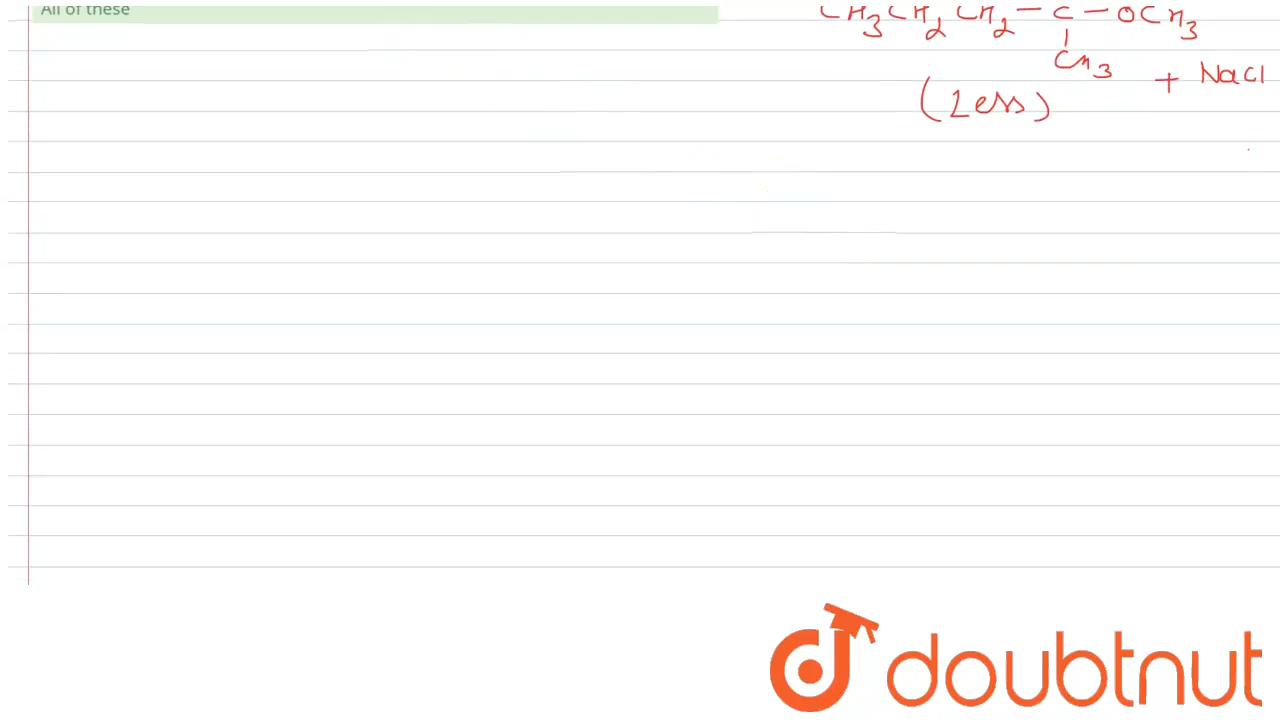 All of these
CH3CH2CH2-C-OCH3
|
CH3
+ NaCl
(Less)
doubtnut